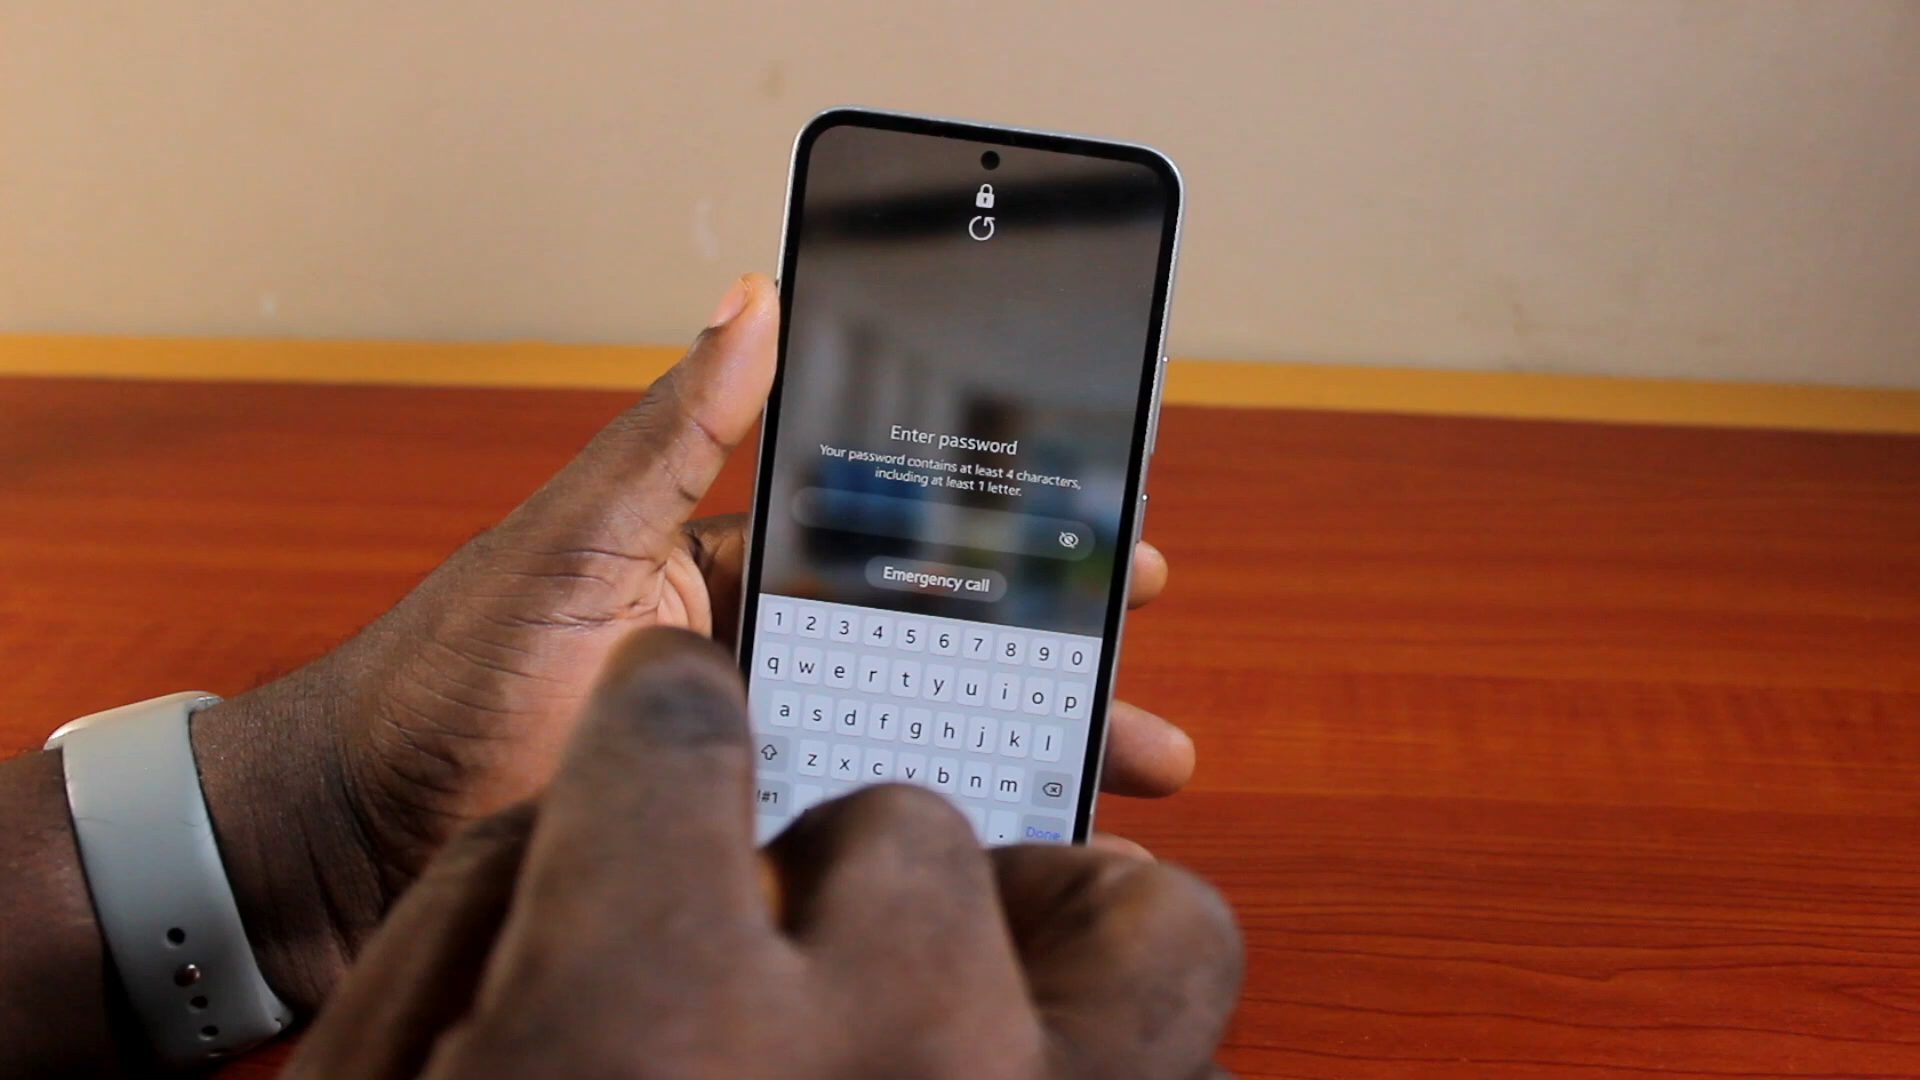 Enter password
Your password contains at least 4 characters,
including at least 1 letter.
Emergency call
1 2 3 4 5 6 7 8 9 0
q w e r t y u i o p
a s d f g h j k l
z x c v b n m
!#1 . Done